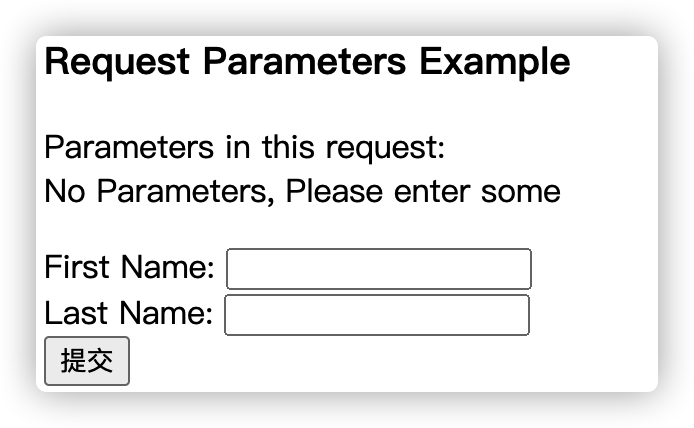 Request Parameters Example
Parameters in this request:
No Parameters, Please enter some
First Name:
Last Name:
提交